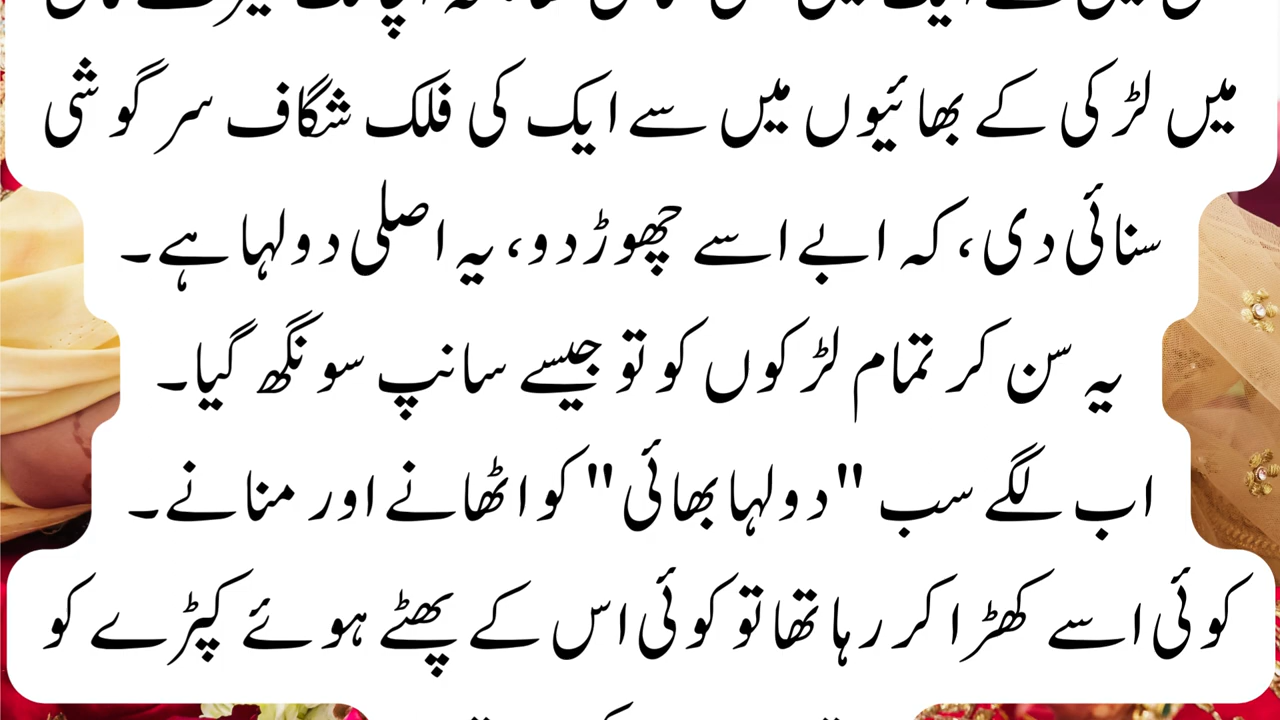 میں لڑکی کے بھائیوں میں سے ایک کی فلک شگاف سرگوشی
سنائی دی، کہ ابے اسے چھوڑ دو، یہ اصلی دولہا ہے۔
یہ سن کر تمام لڑکوں کو تو جیسے سانپ سونگھ گیا۔
اب لگے سب "دولہا بھائی" کو اٹھانے اور منانے۔
کوئی اسے کھڑا کر رہا تھا تو کوئی اس کے پھٹے ہوئے کپڑے کو